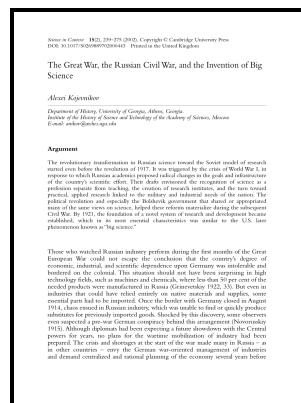 Science in Context 15(2), 239–275 (2002). Copyright © Cambridge University Press
DOI: 10.1017/S0269889702000443 Printed in the United Kingdom
The Great War, the Russian Civil War, and the Invention of Big
Science
Alexei Kojevnikov
Department of History, University of Georgia, Athens, Georgia
Institute of the History of Science and Technology of the Academy of Sciences, Moscow
E-mail: anikov@arches.uga.edu
Argument
The revolutionary transformation in Russian science toward the Soviet model of research
started even before the revolution of 1917. It was triggered by the crisis of World War I, in
response to which Russian academics proposed radical changes in the goals and infrastructure
of the country's scientific effort. Their drafts envisioned the recognition of science as a
profession separate from teaching, the creation of research institutes, and the turn toward
practical, applied research linked to the military and industrial needs of the nation. The
political revolution and especially the Bolshevik government that shared or appropriated
many of the same views on science, helped these reforms materialize during the subsequent
Civil War. By 1921, the foundation of a novel system of research and development became
established, which in its most essential characteristics was similar to the U.S. later
phenomenon known as "big science."
Those who watched Russian industry perform during the first months of the Great
European War could not escape the conclusion that the country's degree of
economic, industrial, and scientific dependence upon Germany was intolerable and
bordered on the colonial. This situation should not have been surprising in high
technology fields, such as machines and chemicals, where less than 50 per cent of the
needed products were manufactured in Russia (Grinevetsky 1922, 33). But even in
industries that could have relied entirely on native materials and supplies, some
essential parts had to be imported. Once the border with Germany closed in August
1914, chaos ensued in Russian industry, which was unable to find or quickly produce
substitutes for previously imported goods. Shocked by this discovery, some observers
even suspected a pre-war German conspiracy behind this arrangement (Novorussky
1915). Although diplomats had been expecting a future showdown with the Central
powers for years, no plans for the wartime mobilization of industry had been
prepared. The crisis and shortages at the start of the war made many in Russia – as
in other countries – envy the German war-oriented management of industries
and demand centralized and rational planning of the economy several years before